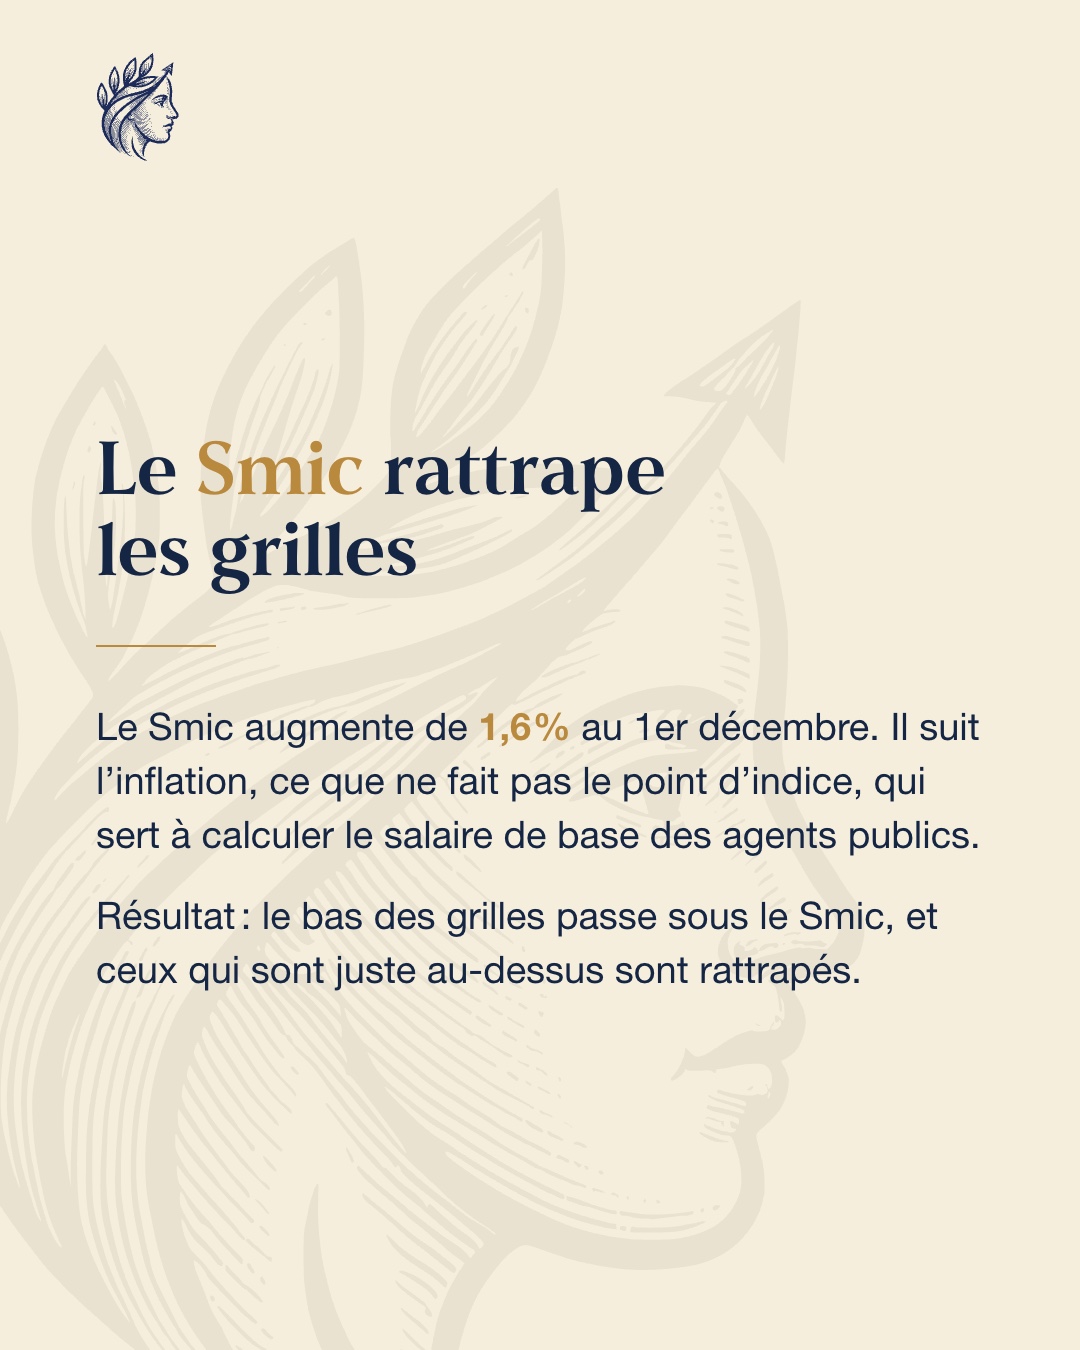 Le Smic rattrape
les grilles
Le Smic augmente de 1,6% au 1er décembre. Il suit
l’inflation, ce que ne fait pas le point d’indice, qui
sert à calculer le salaire de base des agents publics.
Résultat : le bas des grilles passe sous le Smic, et
ceux qui sont juste au-dessus sont rattrapés.